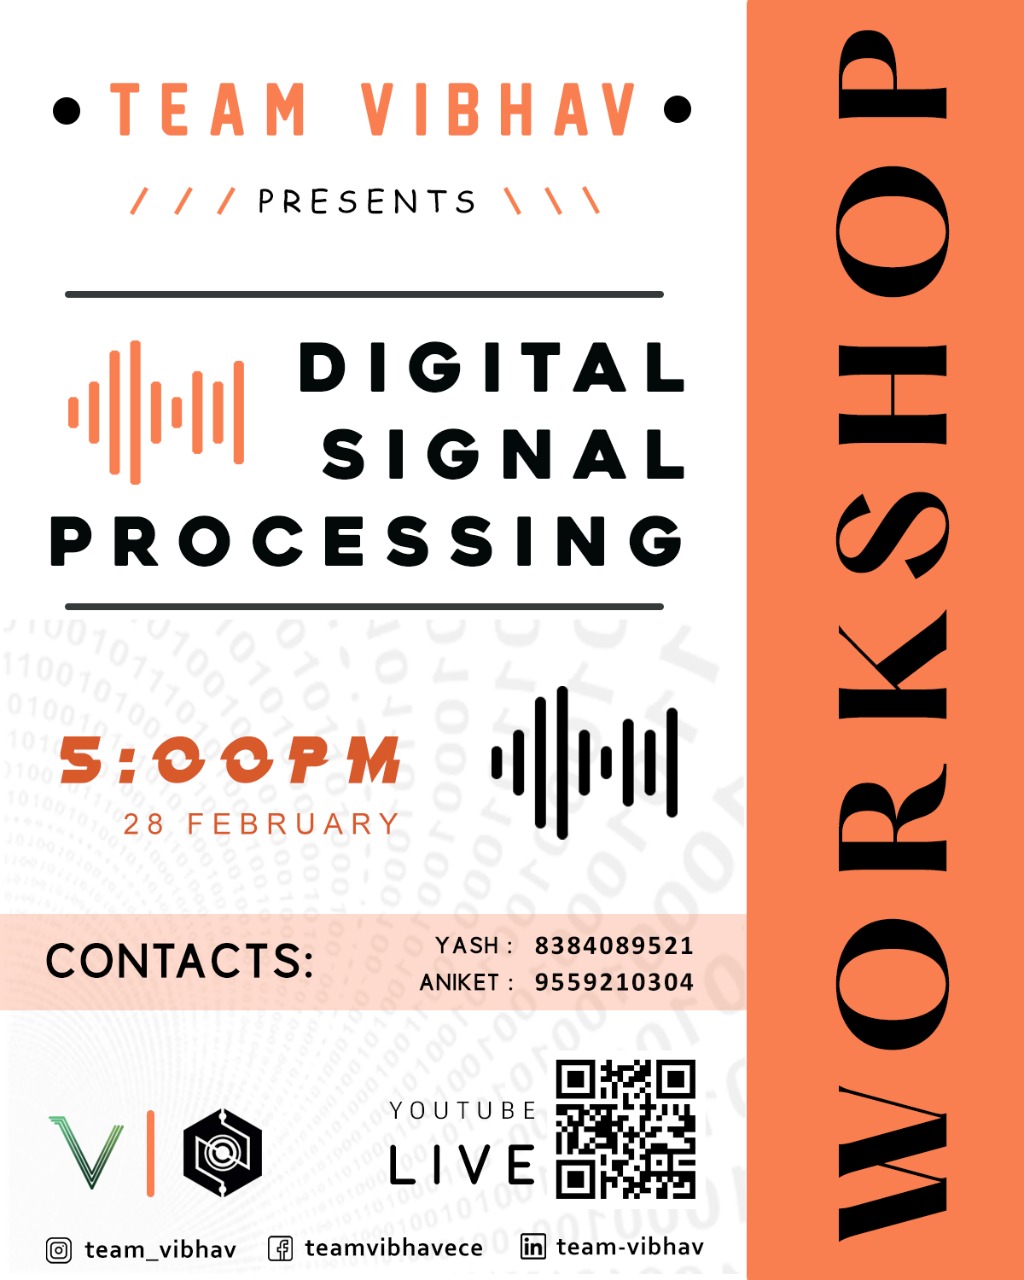 TEAM VIBHAV
/ / / PRESENTS \ \ \
DIGITAL
SIGNAL
PROCESSING
5:00PM
28 FEBRUARY
CONTACTS:
YASH : 8384089521
ANIKET : 9559210304
YOUTUBE
LIVE
team_vibhav
teamvibhavece
team-vibhav
WORKSHOP